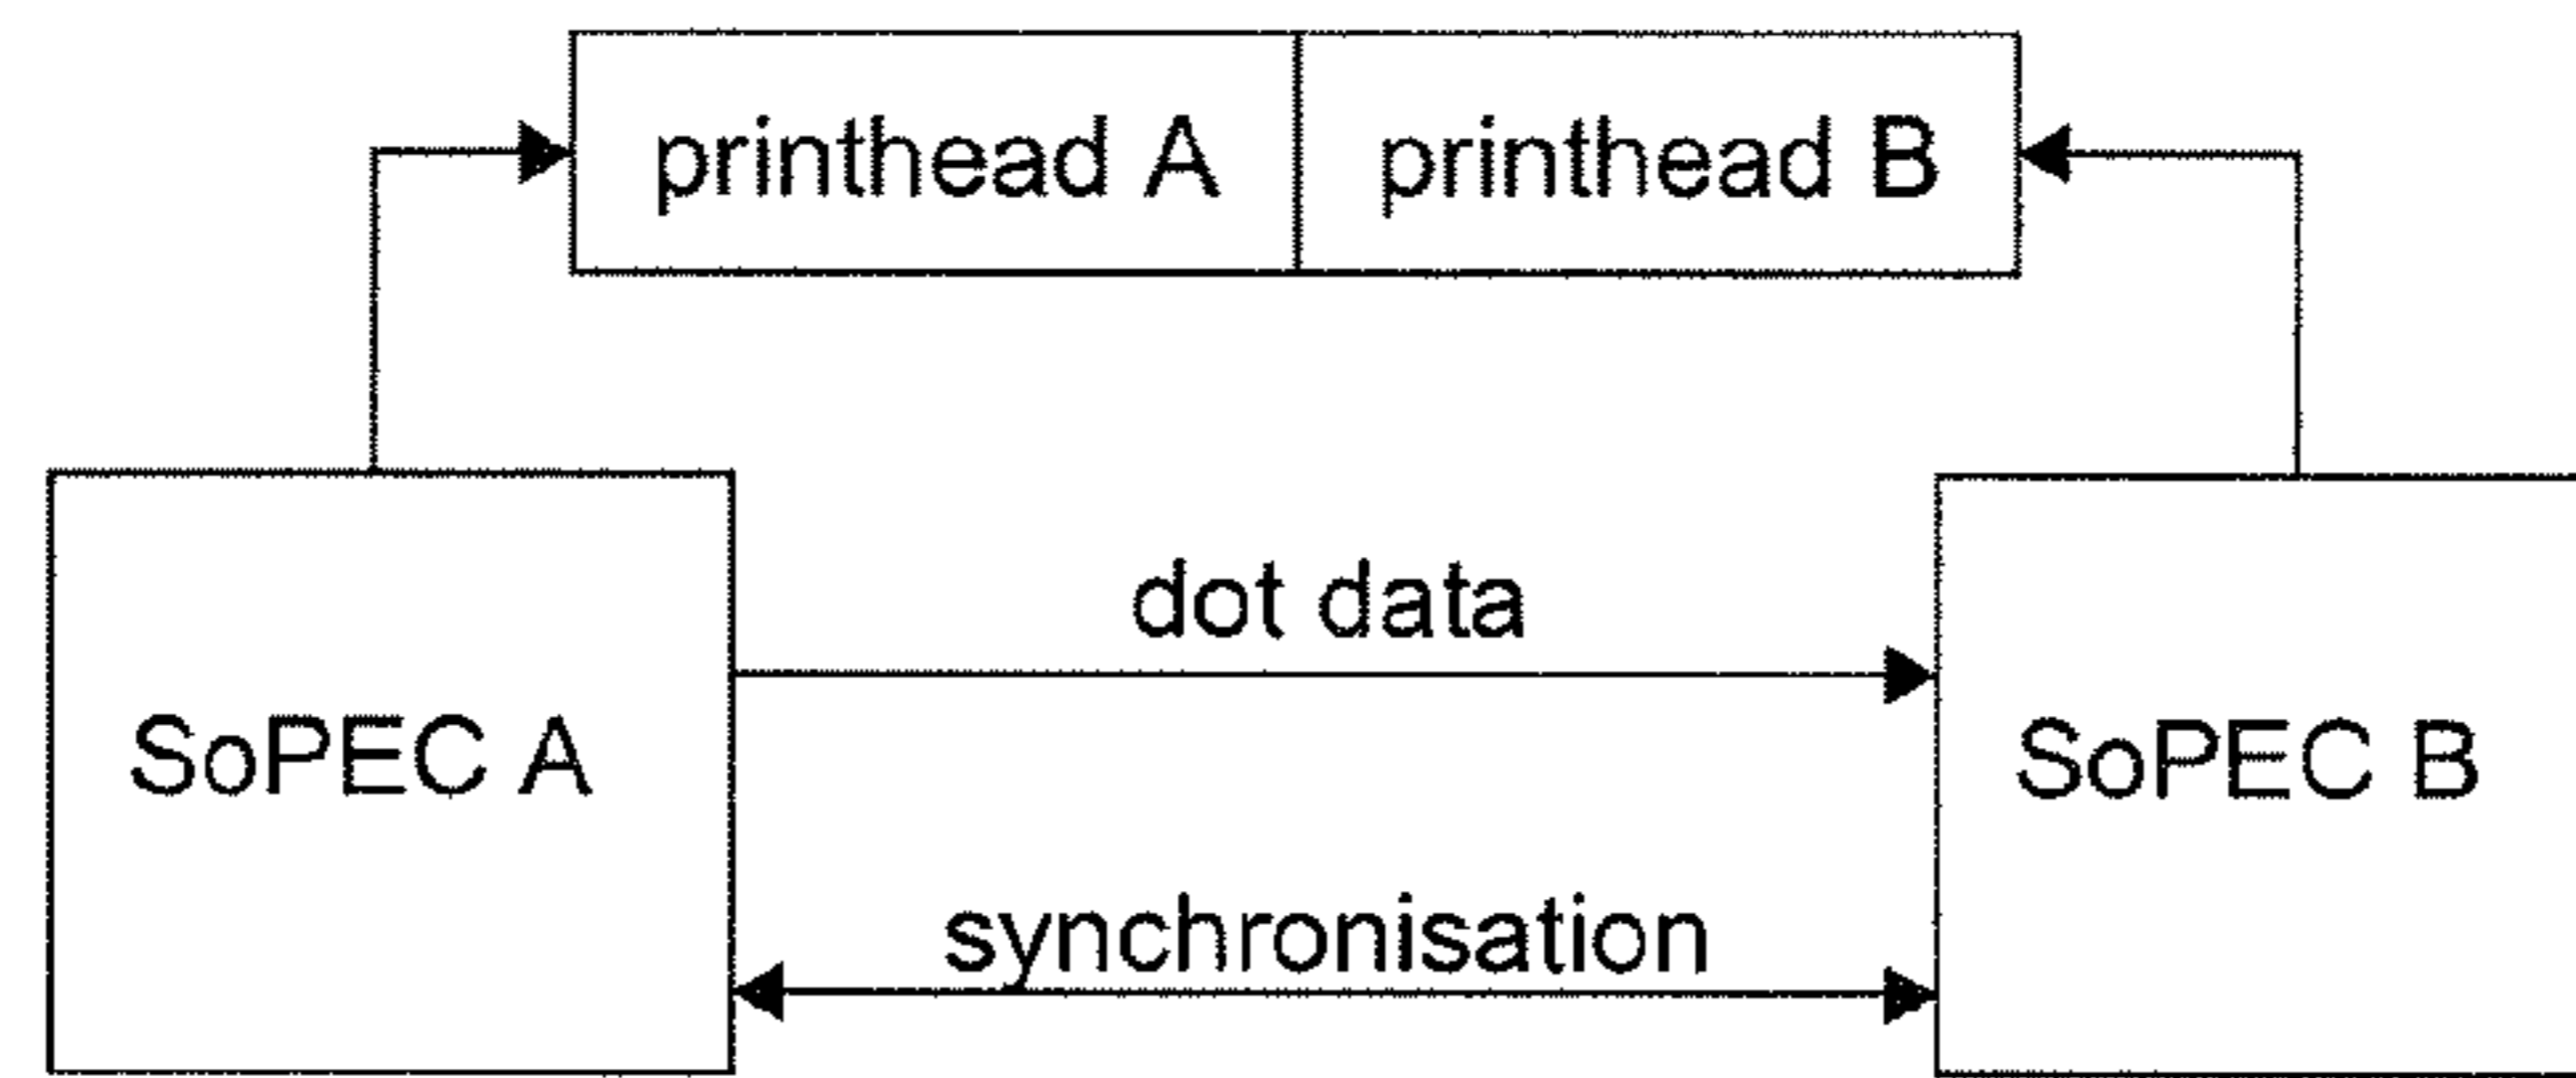 printhead A
printhead B
dot data
SoPEC A
SoPEC B
synchronisation